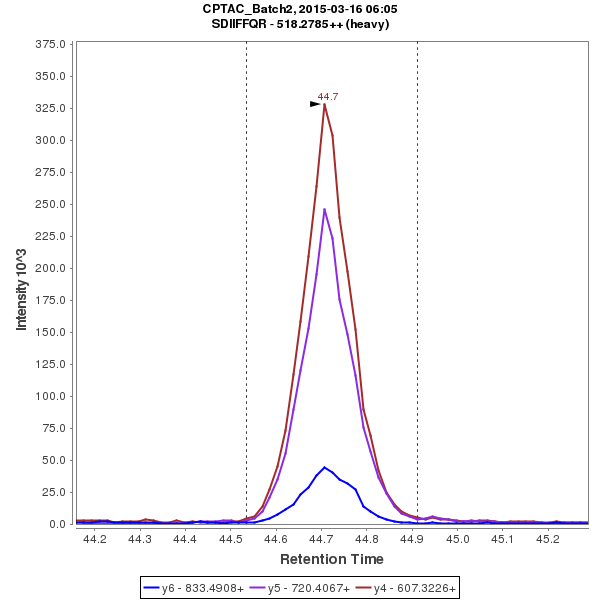 CPTAC_Batch2, 2015-03-16 06:05
SDIIFFQR - 518.2785++ (heavy)
375.0
350.0
325.0
300.0
275.0
250.0
225.0
200.0
175.0
150.0
125.0
100.0
75.0
50.0
25.0
0.0
Intensity 10^3
44.7
44.2 44.3 44.4 44.5 44.6 44.7 44.8 44.9 45.0 45.1 45.2
Retention Time
y6 - 833.4908+ y5 - 720.4067+ y4 - 607.3226+